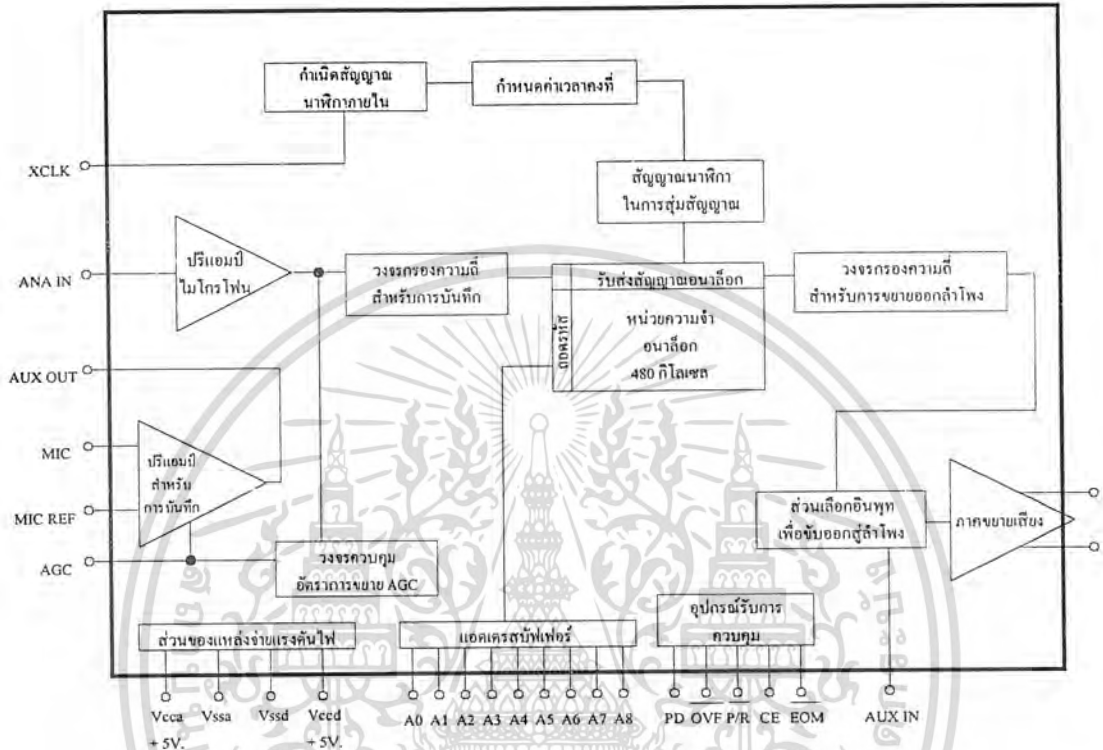 กำเนิดสัญญาณ
นาฬิกาภายใน
กำหนดค่าเวลาคงที่
XCLK
สัญญาณนาฬิกา
ในการสุ่มสัญญาณ
ANA IN
ปรีแอมป์
ไมโครโฟน
วงจรกรองความถี่
สำหรับการบันทึก
รับส่งสัญญาณอนาล็อก
ถอดรหัส
หน่วยความจำ
อนาล็อก
480 กิโลเซล
วงจรกรองความถี่
สำหรับการขยายออกลำโพง
AUX OUT
MIC
MIC REF
AGC
ปรีแอมป์
สำหรับ
การบันทึก
วงจรควบคุม
อัตราการขยาย AGC
ส่วนเลือกอินพุท
เพื่อขับออกสู่ลำโพง
ภาคขยายเสียง
ส่วนของแหล่งจ่ายแรงดันไฟ
แอดเดรสบัฟเฟอร์
อุปกรณ์รับการ
ควบคุม
Vcca Vssa Vssd Vccd A0 A1 A2 A3 A4 A5 A6 A7 A8 PD OVF P/R CE EOM AUX IN
+ 5V. + 5V.